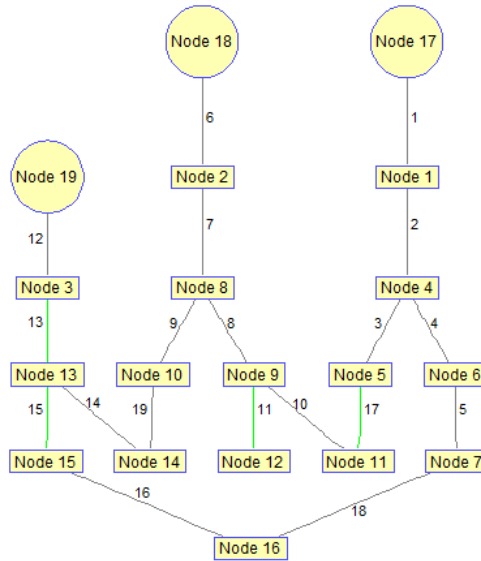 Node 18
Node 17
6
1
Node 19
Node 2
Node 1
12
7
2
Node 3
Node 8
Node 4
13
9
8
3
4
Node 13
Node 10
Node 9
Node 5
Node 6
15
14
19
11
10
17
5
Node 15
Node 14
Node 12
Node 11
Node 7
16
18
Node 16